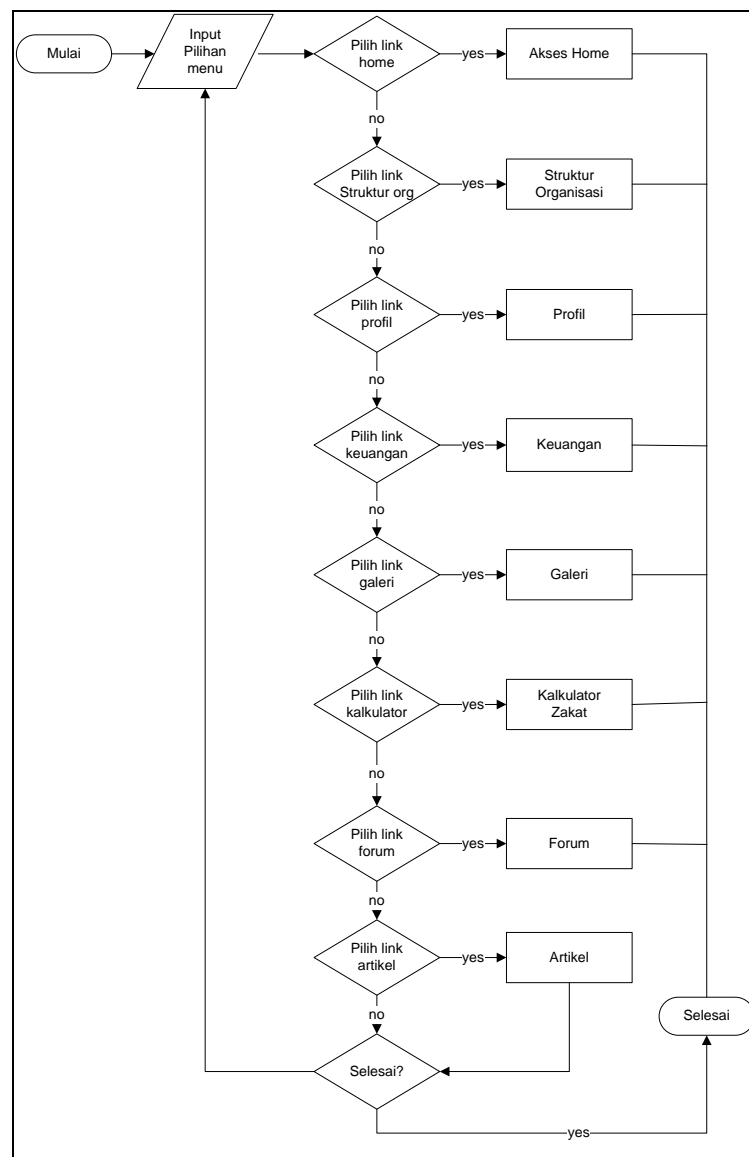 Mulai
Input
Pilihan
menu
Pilih link
home
yes
Akses Home
no
Pilih link
Struktur org
yes
Struktur
Organisasi
no
Pilih link
profil
yes
Profil
no
Pilih link
keuangan
yes
Keuangan
no
Pilih link
galeri
yes
Galeri
no
Pilih link
kalkulator
yes
Kalkulator
Zakat
no
Pilih link
forum
yes
Forum
no
Pilih link
artikel
yes
Artikel
no
Selesai
Selesai?
yes